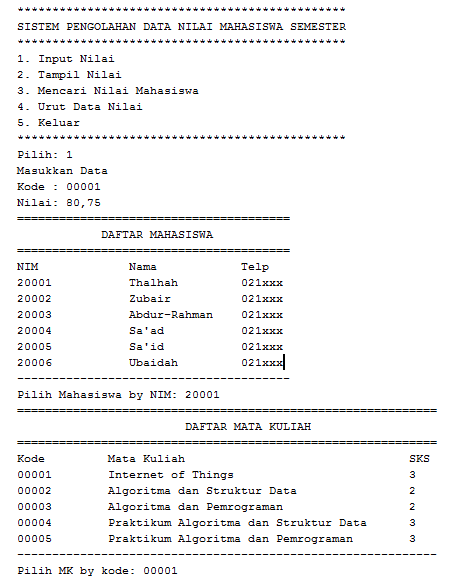 ***********************************************
SISTEM PENGOLAHAN DATA NILAI MAHASISWA SEMESTER
***********************************************
1. Input Nilai
2. Tampil Nilai
3. Mencari Nilai Mahasiswa
4. Urut Data Nilai
5. Keluar
***********************************************
Pilih: 1
Masukkan Data
Kode : 00001
Nilai: 80,75
=======================================
DAFTAR MAHASISWA
=======================================
NIM Nama Telp
20001 Thalhah 021xxx
20002 Zubair 021xxx
20003 Abdur-Rahman 021xxx
20004 Sa'ad 021xxx
20005 Sa'id 021xxx
20006 Ubaidah 021xxx
---------------------------------------
Pilih Mahasiswa by NIM: 20001
============================================================
DAFTAR MATA KULIAH
============================================================
Kode Mata Kuliah SKS
00001 Internet of Things 3
00002 Algoritma dan Struktur Data 2
00003 Algoritma dan Pemrograman 2
00004 Praktikum Algoritma dan Struktur Data 3
00005 Praktikum Algoritma dan Pemrograman 3
------------------------------------------------------------
Pilih MK by kode: 00001